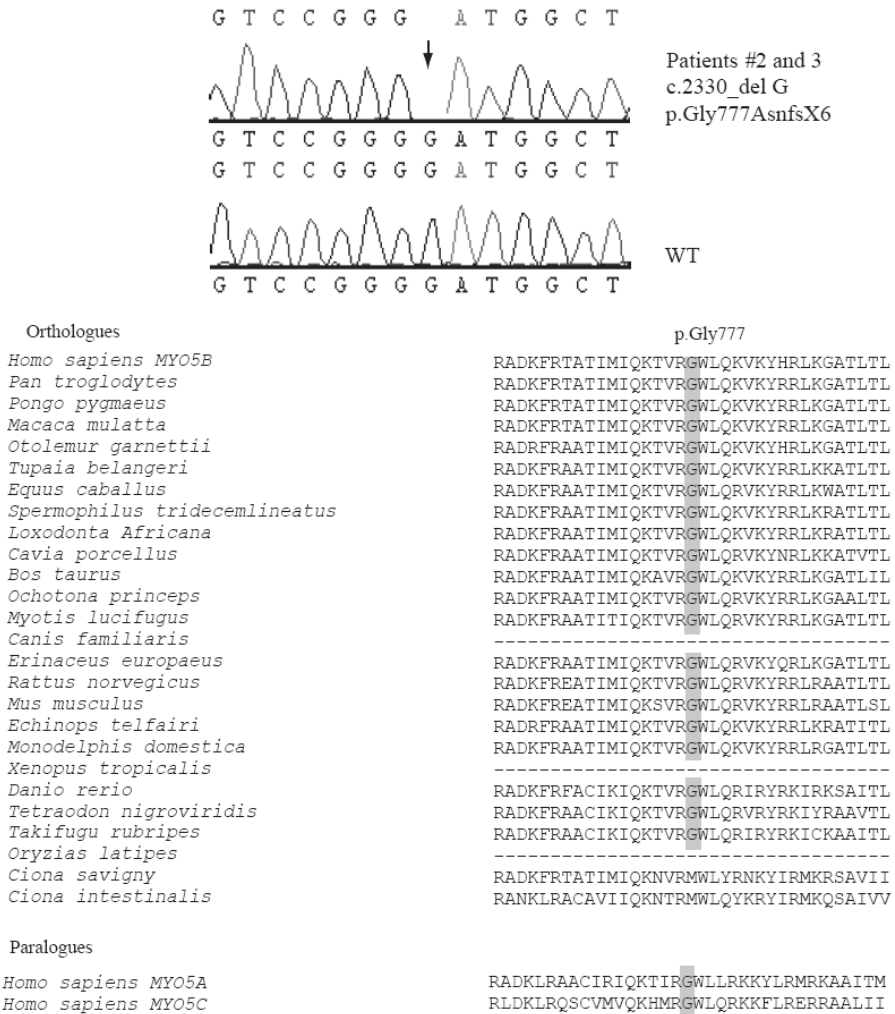 G T C C G G G A T G G C T
Patients #2 and 3
c.2330_del G
p.Gly777AsnfsX6
G T C C G G G G A T G G C T
G T C C G G G G A T G G C T
WT
G T C C G G G G A T G G C T
Orthologues p.Gly777
Homo sapiens MYO5B RADKFRTATIMIQKTVRGWLQKVKYHRLKGATLTL
Pan troglodytes RADKFRTATIMIQKTVRGWLQKVKYRRLKGATLTL
Pongo pygmaeus RADKFRTATIMIQKTVRGWLQKVKYRRLKGATLTL
Macaca mulatta RADKFRTATIMIQKTVRGWLQKVKYRRLKGATLTL
Otolemur garnettii RADRFRAATIMIQKTVRGWLQKVKYHRLKGATLTL
Tupaia belangeri RADKFRAATIMIQKTVRGWLQKVKYRRLKKATLTL
Equus caballus RADKFRAATIMIQKTVRGWLQRVKYRRLKWATLTL
Spermophilus tridecemlineatus RADKFRAATIMIQKTVRGWLQRVKYRRLKRATLTL
Loxodonta Africana RADKFRAATIMIQKTVRGWLQKVKYRRLKRATLTL
Cavia porcellus RADKFRAATIMIQKTVRGWLQRVKYNRLKKATVTL
Bos taurus RADKFRAATIMIQKAVRGWLQKVKYRRLKGATLIL
Ochotona princeps RADKFRAATIMIQKTVRGWLQKVKYRRLKGAALTL
Myotis lucifugus RADKFRAATITIQKTVRGWLQKVKYRRLKGATLTL
Canis familiaris -----------------------------------
Erinaceus europaeus RADKFRAATIMIQKTVRGWLQRVKYQRLKGATLTL
Rattus norvegicus RADKFREATIMIQKTVRGWLQRVKYRRLRAATLTL
Mus musculus RADKFREATIMIQKSVRGWLQRVKYRRLRAATLSL
Echinops telfairi RADRFRAATIMIQKTVRGWLQKVKYRRLKRATITL
Monodelphis domestica RADKFRAATIMIQKTVRGWLQKVKYRRLRGATLTL
Xenopus tropicalis -----------------------------------
Danio rerio RADKFRFACIKIQKTVRGWLQRIRYRKIRKSAITL
Tetraodon nigroviridis RADKFRAACIKIQKTVRGWLQRVRYRKIYRAAVTL
Takifugu rubripes RADKFRAACIKIQKTVRGWLQRIRYRKICKAAITL
Oryzias latipes -----------------------------------
Ciona savigny RADKFRTATIMIQKNVRMWLYRNKYIRMKRSAVII
Ciona intestinalis RANKLRACAVIIQKNTRMWLQYKRYIRMKQSAIVV
Paralogues
Homo sapiens MYO5A RADKLRAACIRIQKTIRGWLLRKKYLRMRKAAITM
Homo sapiens MYO5C RLDKLRQSCVMVQKHMRGWLQRKKFLRERRAALII